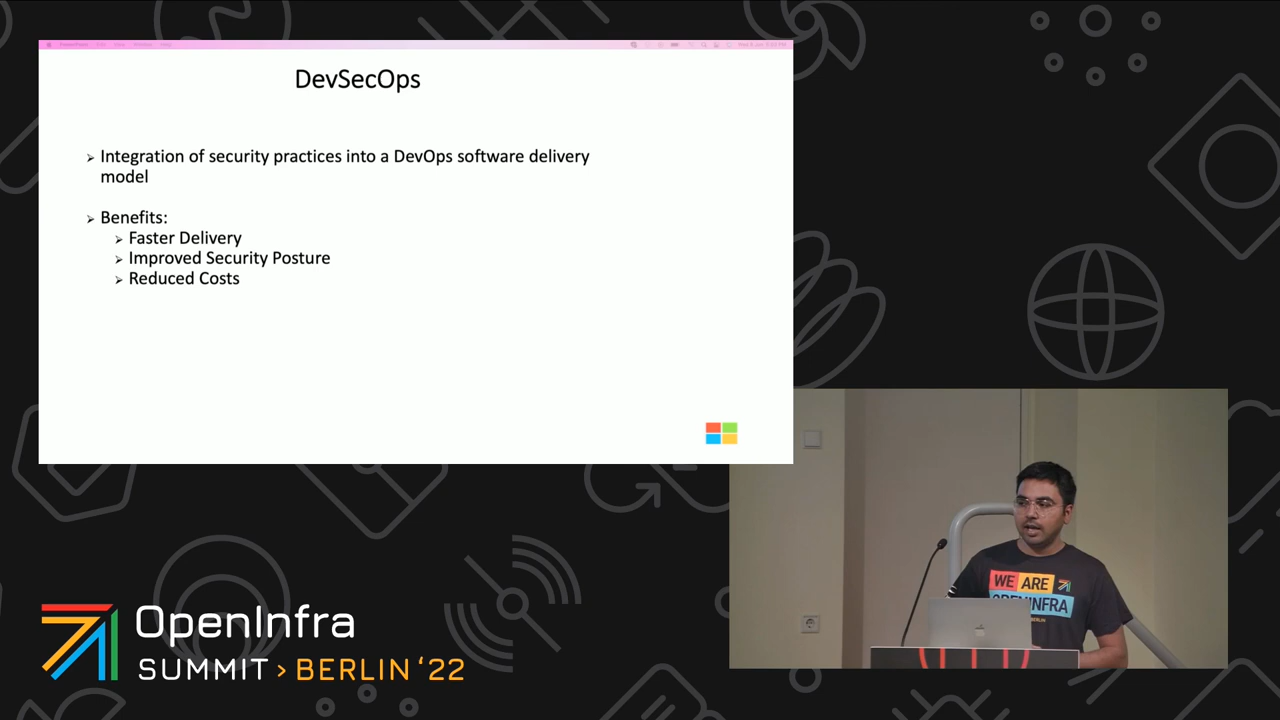 DevSecOps
Integration of security practices into a DevOps software delivery
model
Benefits:
Faster Delivery
Improved Security Posture
Reduced Costs
WE ARE
OPENINFRA
BERLIN
OpenInfra
SUMMIT > BERLIN ‘22